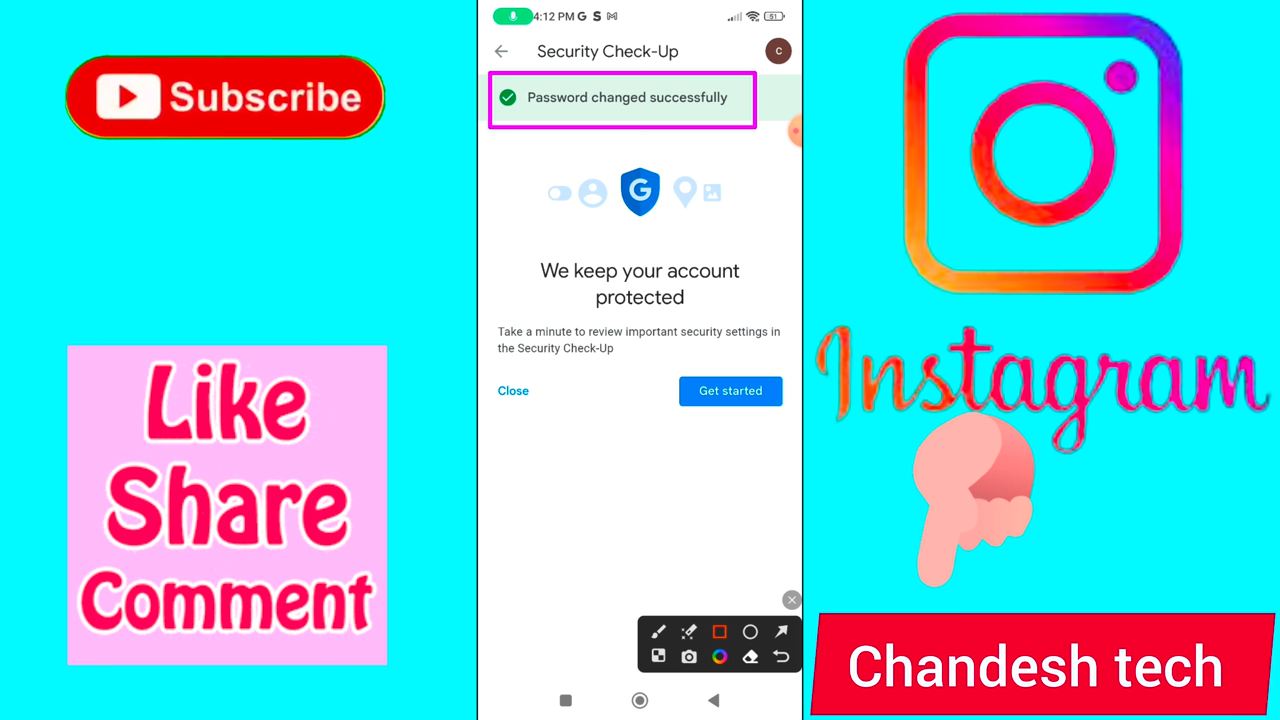 Subscribe
Like
Share
Comment
4:12 PM G S M
51
Security Check-Up
C
Password changed successfully
G
We keep your account
protected
Take a minute to review important security settings in
the Security Check-Up
Close
Get started
Instagram
Chandesh tech